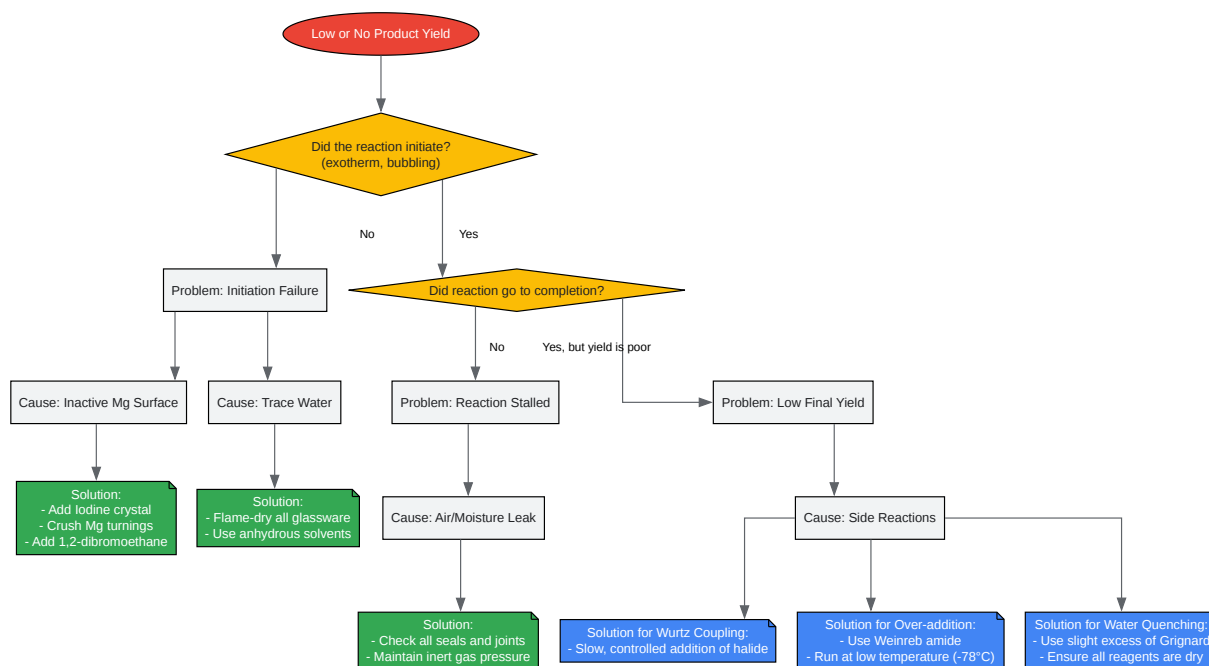 Low or No Product Yield
Did the reaction initiate?
(exotherm, bubbling)
No
Yes
Problem: Initiation Failure
Did reaction go to completion?
No
Yes, but yield is poor
Cause: Inactive Mg Surface
Cause: Trace Water
Problem: Reaction Stalled
Problem: Low Final Yield
Solution:
- Add Iodine crystal
- Crush Mg turnings
- Add 1,2-dibromoethane
Solution:
- Flame-dry all glassware
- Use anhydrous solvents
Cause: Air/Moisture Leak
Cause: Side Reactions
Solution:
- Check all seals and joints
- Maintain inert gas pressure
Solution for Wurtz Coupling:
- Slow, controlled addition of halide
Solution for Over-addition:
- Use Weinreb amide
- Run at low temperature (-78°C)
Solution for Water Quenching:
- Use slight excess of Grignard
- Ensure all reagents are dry